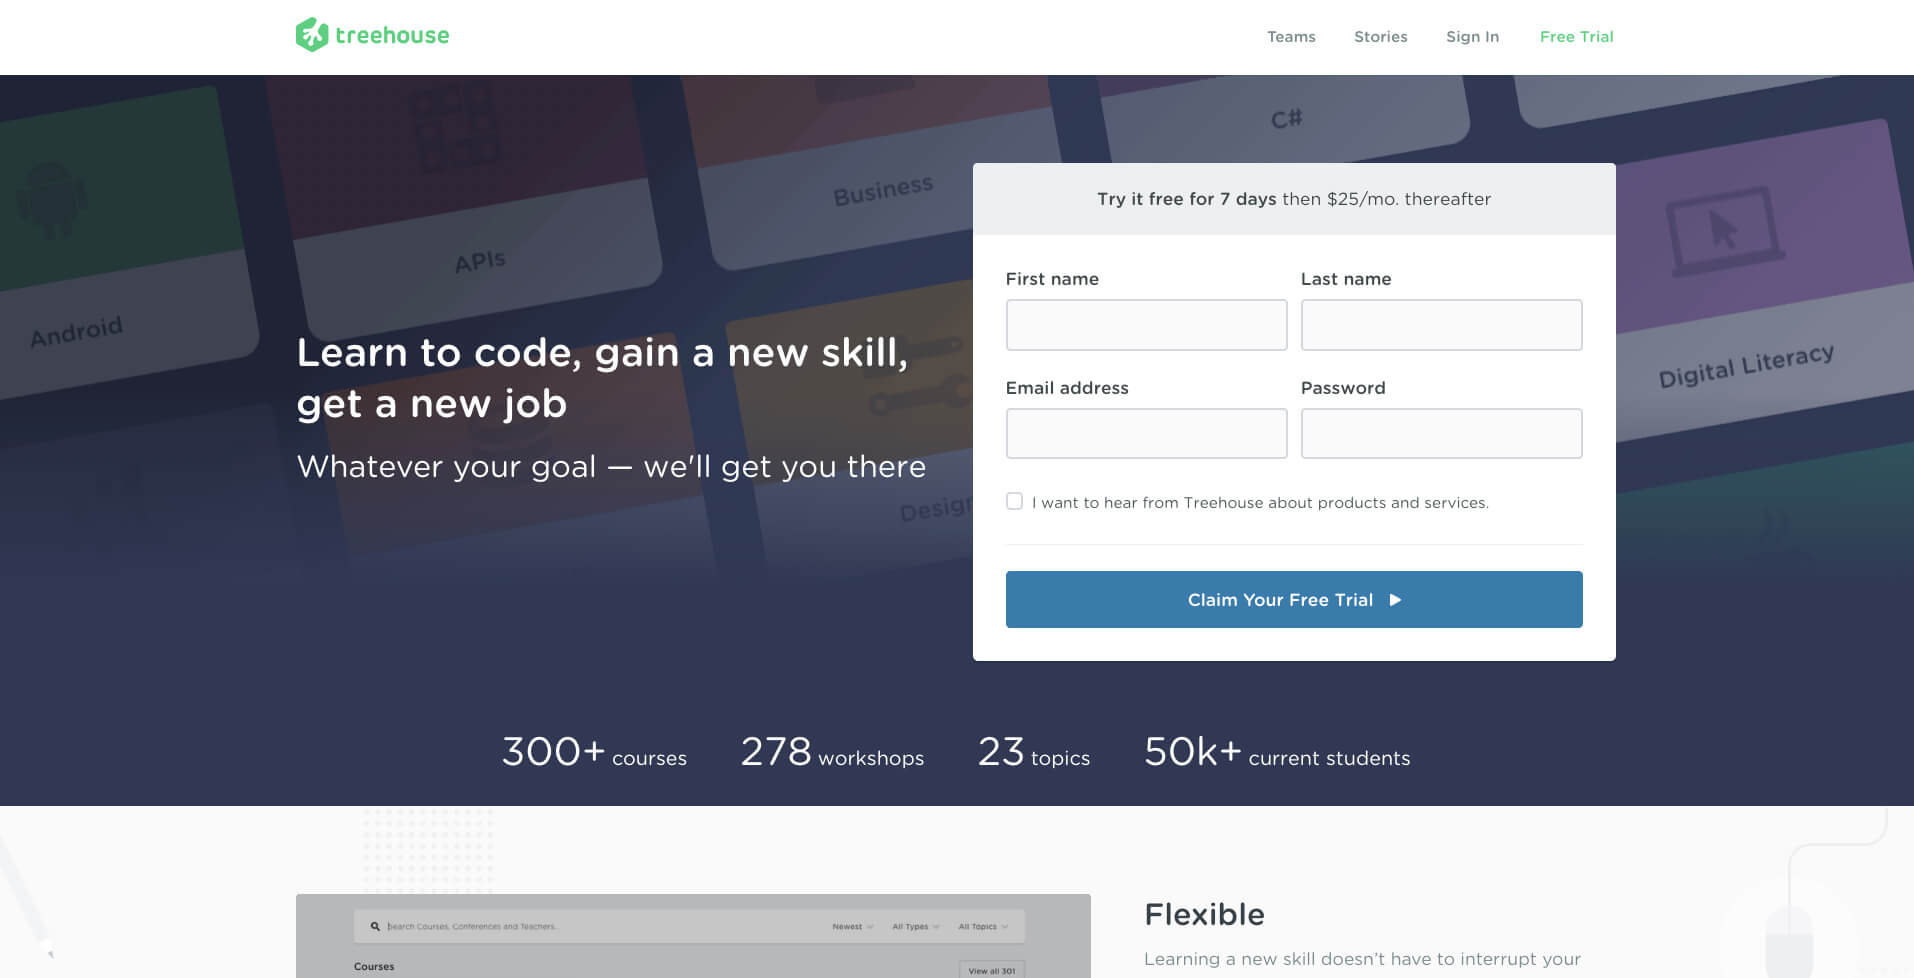 treehouse
Teams Stories Sign In Free Trial
C#
Business
APIs
Android
Digital Literacy
Design
Learn to code, gain a new skill,
get a new job
Whatever your goal — we'll get you there
Try it free for 7 days then $25/mo. thereafter
First name Last name
Email address Password
I want to hear from Treehouse about products and services.
Claim Your Free Trial
300+ courses 278 workshops 23 topics 50k+ current students
Search Courses, Conferences and Teachers..
Newest All Types All Topics
Courses
View all 301
Flexible
Learning a new skill doesn’t have to interrupt your